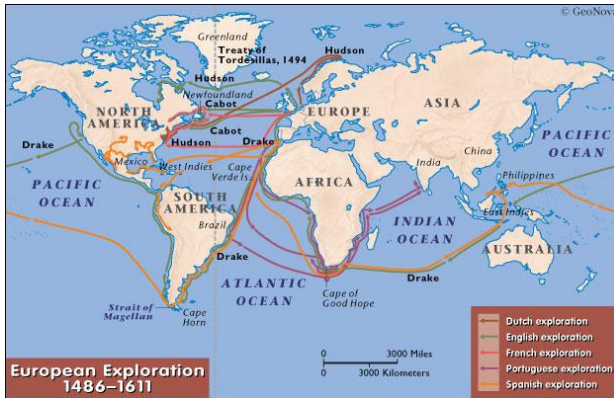 © GeoNova
Greenland
Treaty of
Tordesillas, 1494
Hudson
Hudson
Newfoundland
Cabot
NORTH
AMERICA
EUROPE
ASIA
Cabot
Hudson
Drake
Drake
Mexico
West Indies
Cape
Verde Is.
AFRICA
India
China
Philippines
PACIFIC
OCEAN
PACIFIC
OCEAN
SOUTH
AMERICA
Brazil
INDIAN
OCEAN
East Indies
AUSTRALIA
Drake
Drake
ATLANTIC
OCEAN
Cape of
Good Hope
Strait of
Magellan
Cape
Horn
European Exploration
1486–1611
0 3000 Miles
0 3000 Kilometers
Dutch exploration
English exploration
French exploration
Portuguese exploration
Spanish exploration